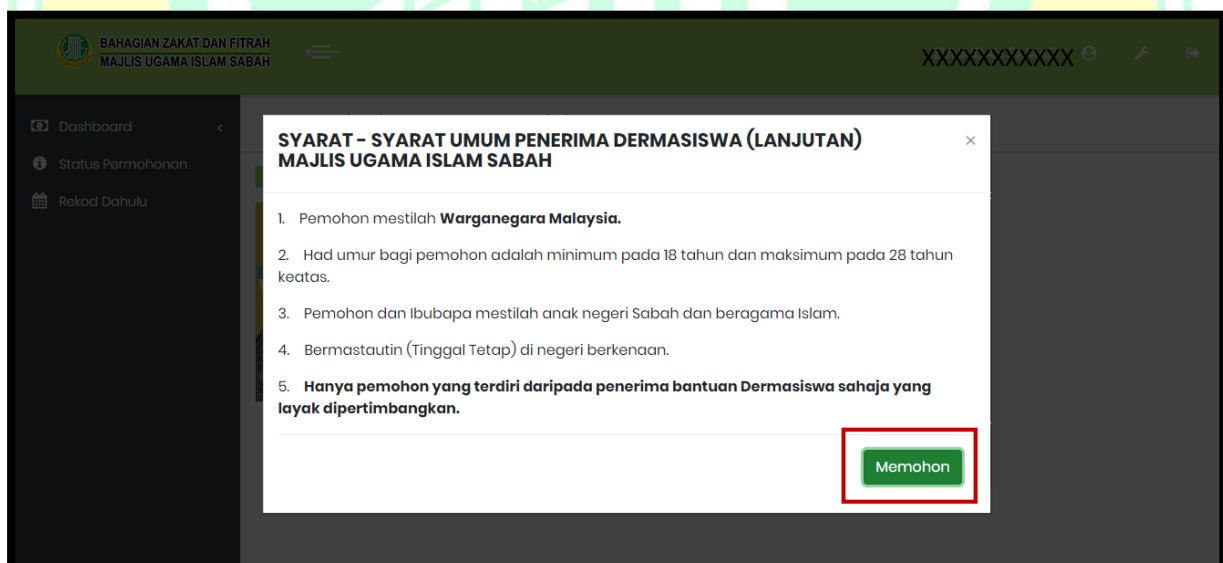 BAHAGIAN ZAKAT DAN FITRAH
MAJLIS UGAMA ISLAM SABAH
XXXXXXXXXXX
Dashboard
Status Permohonan
Rekod Dahulu
SYARAT - SYARAT UMUM PENERIMA DERMASISWA (LANJUTAN)
MAJLIS UGAMA ISLAM SABAH
×
1. Pemohon mestilah Warganegara Malaysia.
2. Had umur bagi pemohon adalah minimum pada 18 tahun dan maksimum pada 28 tahun
keatas.
3. Pemohon dan Ibubapa mestilah anak negeri Sabah dan beragama Islam.
4. Bermastautin (Tinggal Tetap) di negeri berkenaan.
5. Hanya pemohon yang terdiri daripada penerima bantuan Dermasiswa sahaja yang
layak dipertimbangkan.
Memohon